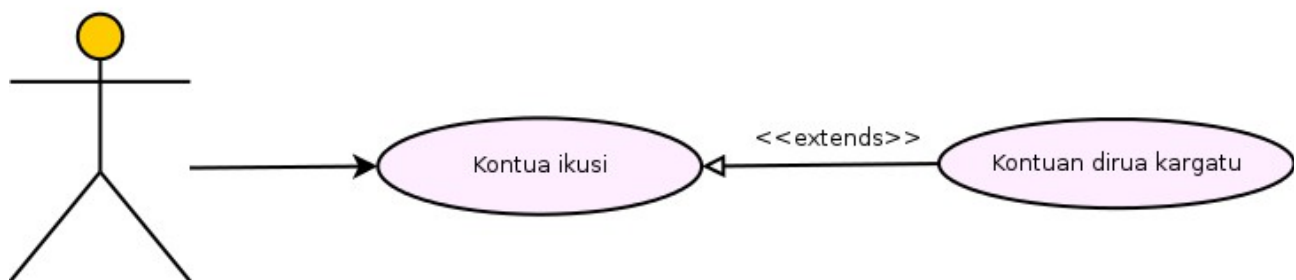 <<extends>>
Kontua ikusi
Kontuan dirua kargatu